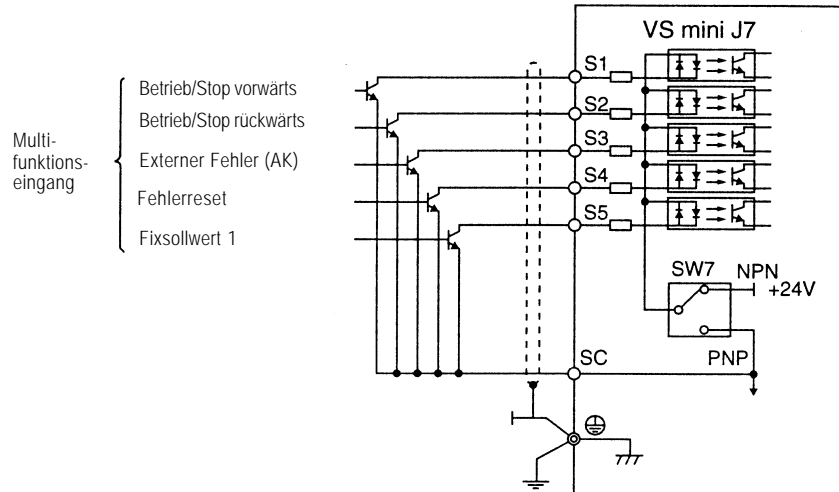 VS mini J7
Multi-
funktions-
eingang
Betrieb/Stop vorwärts
Betrieb/Stop rückwärts
Externer Fehler (AK)
Fehlerreset
Fixsollwert 1
S1
S2
S3
S4
S5
SW7
NPN
+24V
PNP
SC